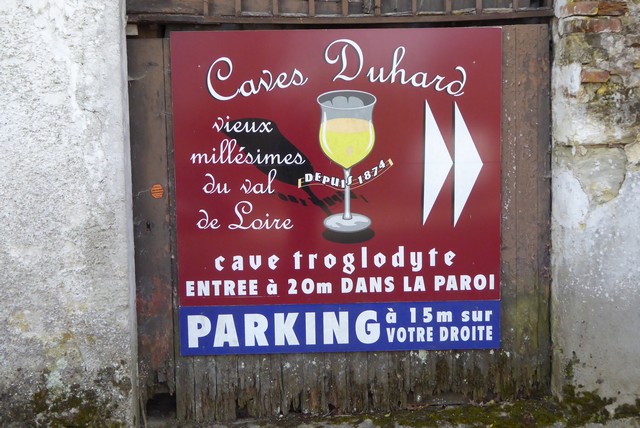 Caves Duhard
vieux
millésimes
du val
de Loire
DEPUIS 1874
cave troglodyte
ENTREE à 20m DANS LA PAROI
PARKING à 15m sur
VOTRE DROITE